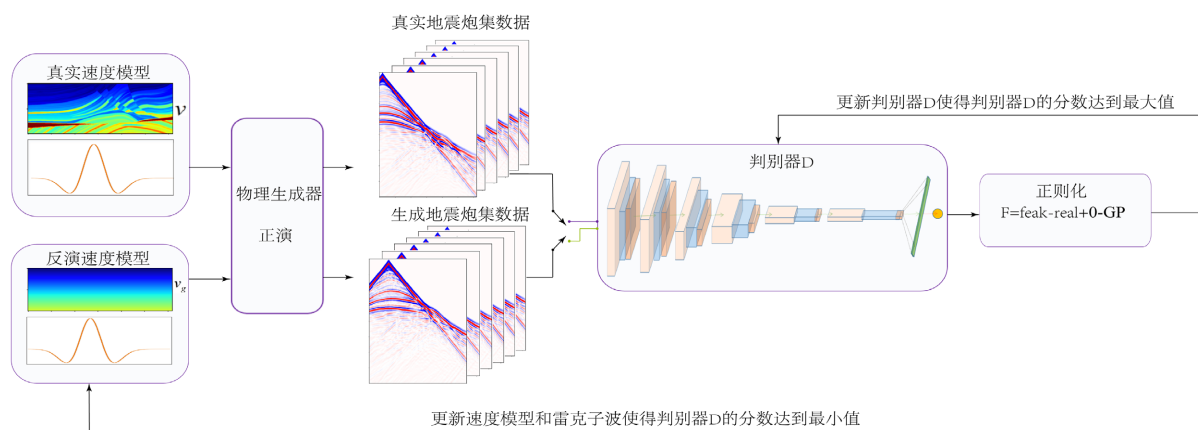 真实地震炮集数据
真实速度模型
v
更新判别器D使得判别器D的分数达到最大值
判别器D
物理生成器
正演
正则化
F=feak-real+0-GP
生成地震炮集数据
反演速度模型
vg
更新速度模型和雷克子波使得判别器D的分数达到最小值